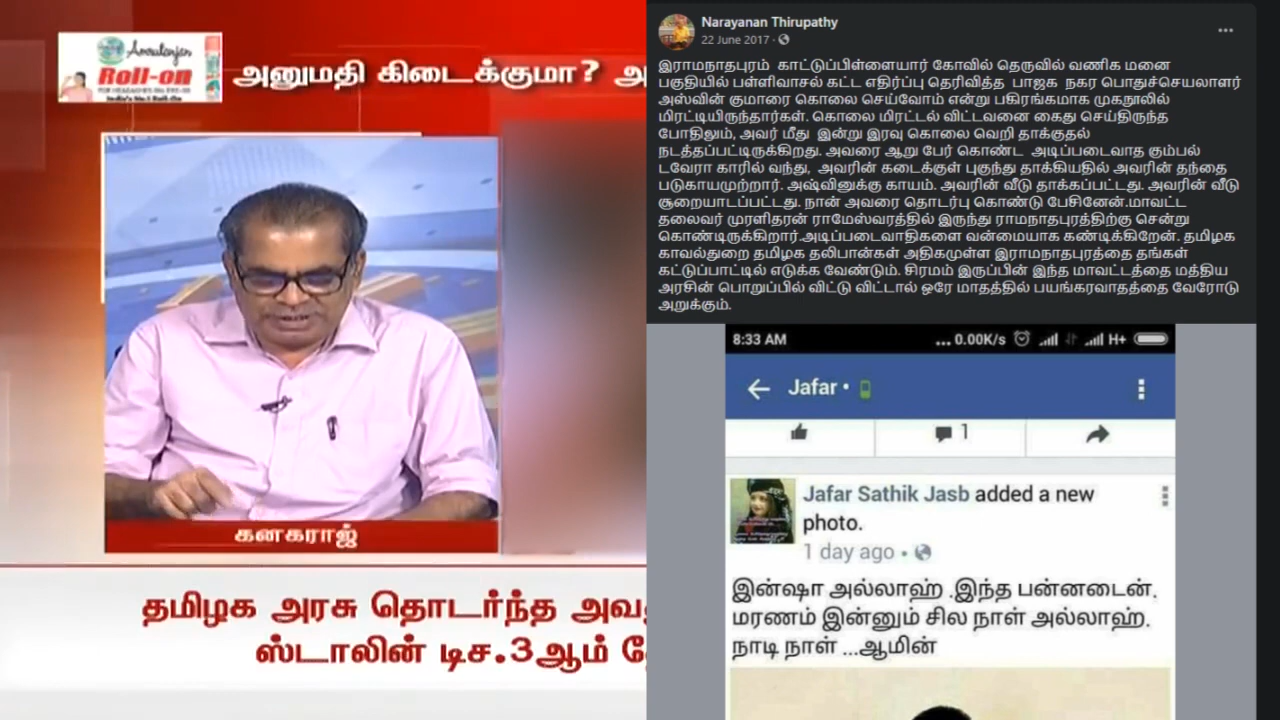 Amrutanjan
Roll-on
அனுமதி கிடைக்குமா? அ
கனகராஜ்
தமிழக அரசு தொடர்ந்த அவ
ஸ்டாலின் டிச.3ஆம் தே
Narayanan Thirupathy
22 June 2017
இராமநாதபுரம் காட்டுப்பிள்ளையார் கோவில் தெருவில் வணிக மனை
பகுதியில் பள்ளிவாசல் கட்ட எதிர்ப்பு தெரிவித்த பாஜக நகர பொதுச்செயலாளர்
அஸ்வின் குமாரை கொலை செய்வோம் என்று பகிரங்கமாக முகநூலில்
மிரட்டியிருந்தார்கள். கொலை மிரட்டல் விட்டவனை கைது செய்திருந்த
போதிலும், அவர் மீது இன்று இரவு கொலை வெறி தாக்குதல்
நடத்தப்பட்டிருக்கிறது. அவரை ஆறு பேர் கொண்ட அடிப்படைவாத கும்பல்
டவேரா காரில் வந்து, அவரின் கடைக்குள் புகுந்து தாக்கியதில் அவரின் தந்தை
படுகாயமுற்றார். அஷ்வினுக்கு காயம். அவரின் வீடு தாக்கப்பட்டது. அவரின் வீடு
சூறையாடப்பட்டது. நான் அவரை தொடர்பு கொண்டு பேசினேன்.மாவட்ட
தலைவர் முரளிதரன் ராமேஸ்வரத்தில் இருந்து ராமநாதபுரத்திற்கு சென்று
கொண்டிருக்கிறார்.அடிப்படைவாதிகளை வன்மையாக கண்டிக்கிறேன். தமிழக
காவல்துறை தமிழக தலிபான்கள் அதிகமுள்ள இராமநாதபுரத்தை தங்கள்
கட்டுப்பாட்டில் எடுக்க வேண்டும். சிரமம் இருப்பின் இந்த மாவட்டத்தை மத்திய
அரசின் பொறுப்பில் விட்டு விட்டால் ஒரே மாதத்தில் பயங்கரவாதத்தை வேரோடு
அறுக்கும்.
8:33 AM ... 0.00K/s H+
Jafar •
1
Jafar Sathik Jasb added a new
photo.
1 day ago •
இன்ஷா அல்லாஹ் .இந்த பன்னடைன்.
மரணம் இன்னும் சில நாள் அல்லாஹ்.
நாடி நாள் ...ஆமின்